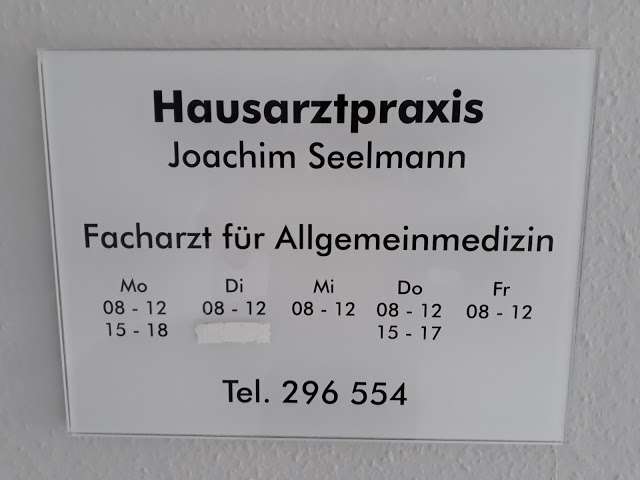 Hausarztpraxis
Joachim Seelmann
Facharzt für Allgemeinmedizin
Mo Di Mi Do Fr
08 - 12 08 - 12 08 - 12 08 - 12 08 - 12
15 - 18 15 - 17
Tel. 296 554